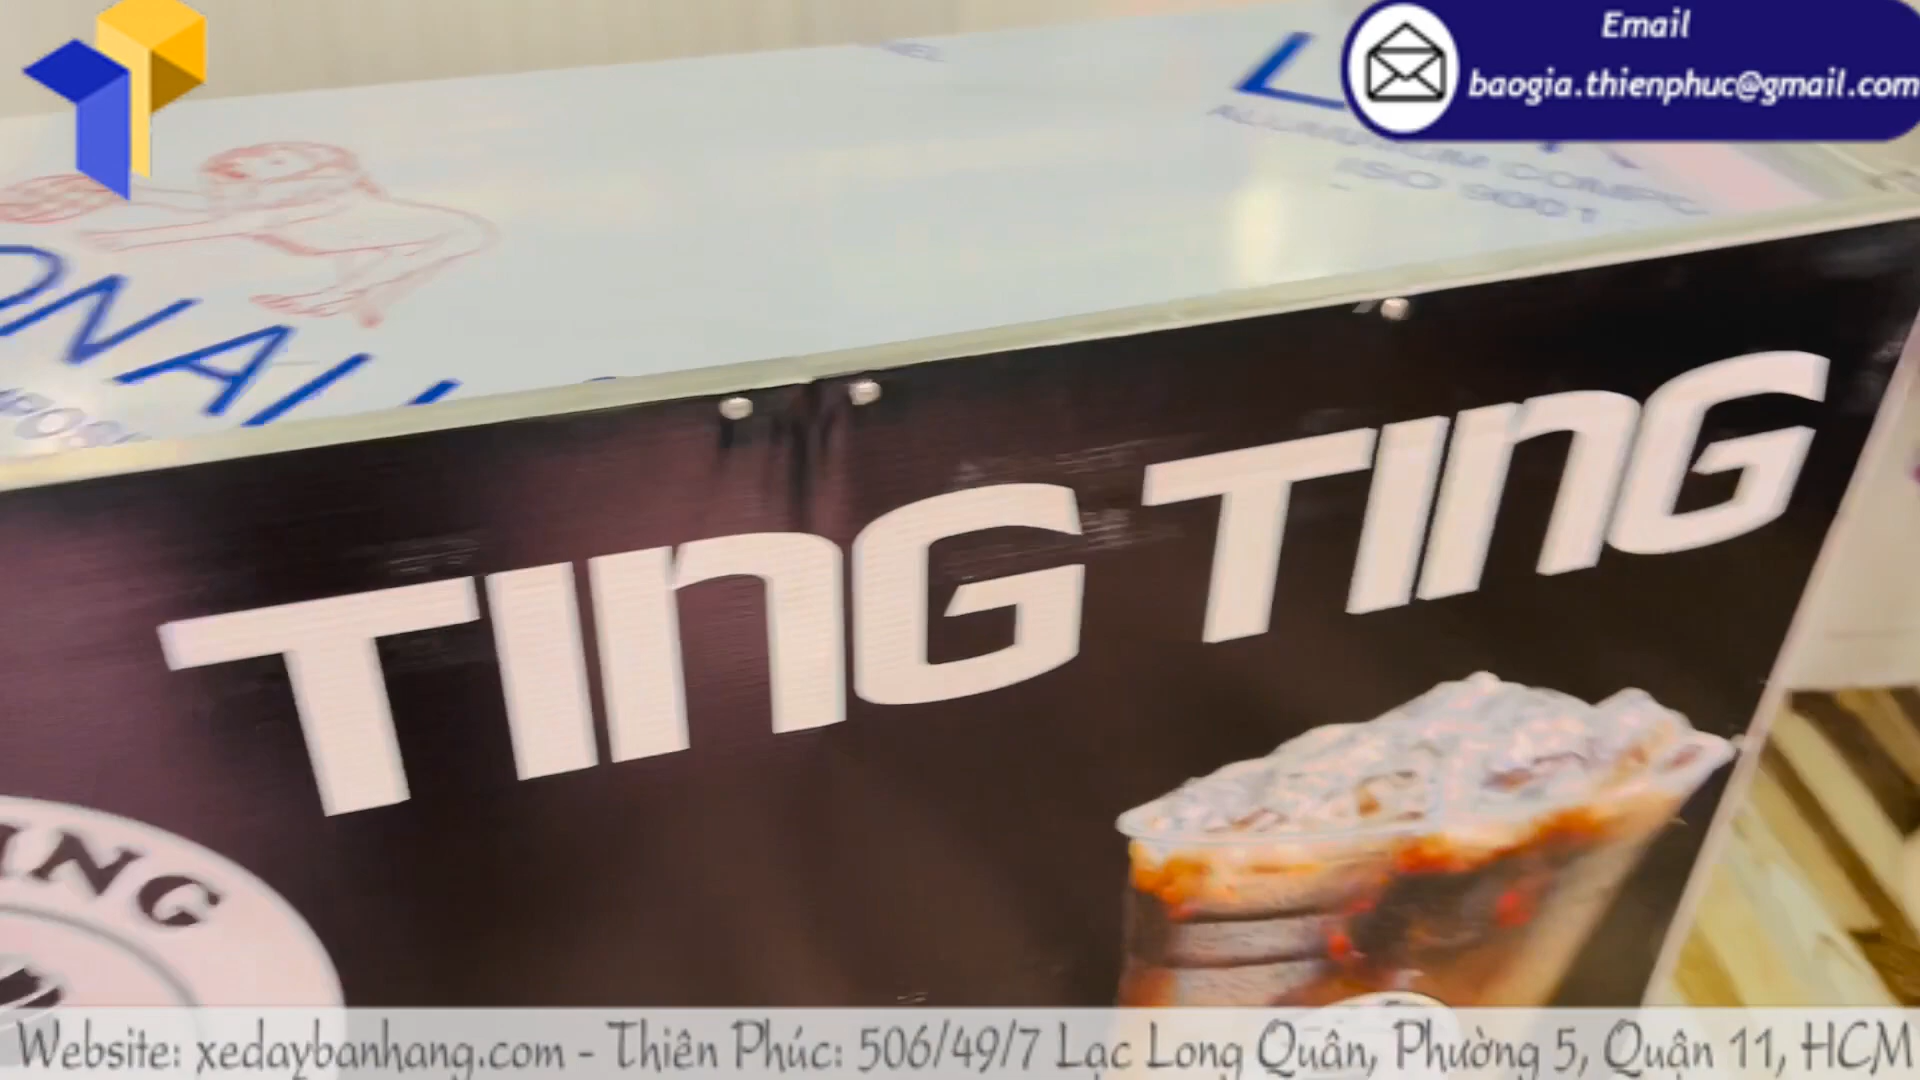 Email
baogia.thienphuc@gmail.com
ISO 9001
TING TING
Website: xedaybanhang.com - Thiên Phúc: 506/49/7 Lạc Long Quân, Phường 5, Quận 11, HCM